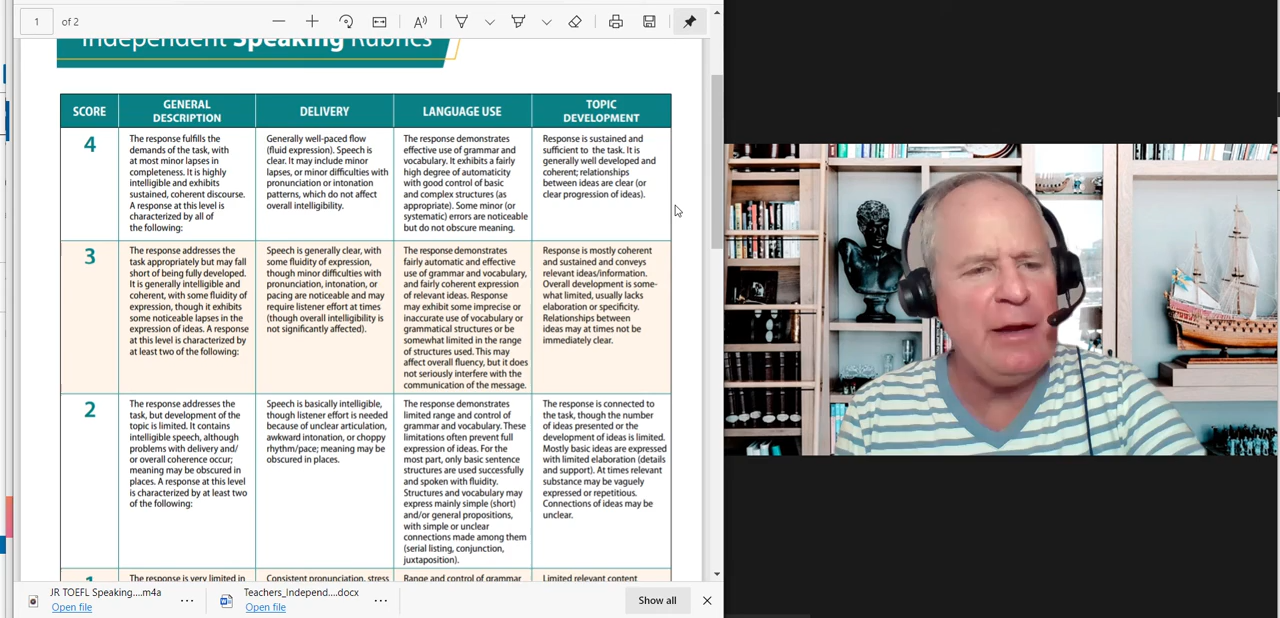 1 of 2
Independent Speaking Rubrics
SCORE
GENERAL
DESCRIPTION
DELIVERY
LANGUAGE USE
TOPIC
DEVELOPMENT
4
The response fulfills the
demands of the task, with
at most minor lapses in
completeness. It is highly
intelligible and exhibits
sustained, coherent discourse.
A response at this level is
characterized by all of
the following:
Generally well-paced flow
(fluid expression). Speech is
clear. It may include minor
lapses, or minor difficulties with
pronunciation or intonation
patterns, which do not affect
overall intelligibility.
The response demonstrates
effective use of grammar and
vocabulary. It exhibits a fairly
high degree of automaticity
with good control of basic
and complex structures (as
appropriate). Some minor (or
systematic) errors are noticeable
but do not obscure meaning.
Response is sustained and
sufficient to the task. It is
generally well developed and
coherent; relationships
between ideas are clear (or
clear progression of ideas).
3
The response addresses the
task appropriately but may fall
short of being fully developed.
It is generally intelligible and
coherent, with some fluidity of
expression, though it exhibits
some noticeable lapses in the
expression of ideas. A response
at this level is characterized by
at least two of the following:
Speech is generally clear, with
some fluidity of expression,
though minor difficulties with
pronunciation, intonation, or
pacing are noticeable and may
require listener effort at times
(though overall intelligibility is
not significantly affected).
The response demonstrates
fairly automatic and effective
use of grammar and vocabulary,
and fairly coherent expression
of relevant ideas. Response
may exhibit some imprecise or
inaccurate use of vocabulary or
grammatical structures or be
somewhat limited in the range
of structures used. This may
affect overall fluency, but it does
not seriously interfere with the
communication of the message.
Response is mostly coherent
and sustained and conveys
relevant ideas/information.
Overall development is some-
what limited, usually lacks
elaboration or specificity.
Relationships between
ideas may at times not be
immediately clear.
2
The response addresses the
task, but development of the
topic is limited. It contains
intelligible speech, although
problems with delivery and/
or overall coherence occur;
meaning may be obscured in
places. A response at this level
is characterized by at least two
of the following:
Speech is basically intelligible,
though listener effort is needed
because of unclear articulation,
awkward intonation, or choppy
rhythm/pace; meaning may be
obscured in places.
The response demonstrates
limited range and control of
grammar and vocabulary. These
limitations often prevent full
expression of ideas. For the
most part, only basic sentence
structures are used successfully
and spoken with fluidity.
Structures and vocabulary may
express mainly simple (short)
and/or general propositions,
with simple or unclear
connections made among them
(serial listing, conjunction,
juxtaposition).
The response is connected to
the task, though the number
of ideas presented or the
development of ideas is limited.
Mostly basic ideas are expressed
with limited elaboration (details
and support). At times relevant
substance may be vaguely
expressed or repetitious.
Connections of ideas may be
unclear.
1
The response is very limited in
Consistent pronunciation, stress
Range and control of grammar
Limited relevant content
JR TOEFL Speaking....m4a
Open file
Teachers_Independ....docx
Open file
Show all